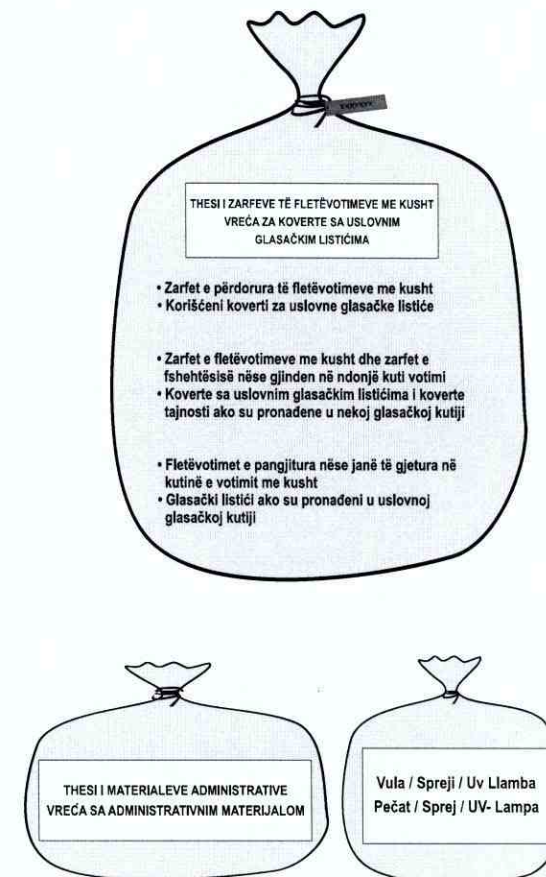 THESI I ZARFEVE TË FLETËVOTIMEVE ME KUSHT
VREĆA ZA KOVERTE SA USLOVNIM
GLASAČKIM LISTIĆIMA
• Zarfet e përdorura të fletëvotimeve me kusht
• Korišćeni koverti za uslovne glasačke listiće
• Zarfet e fletëvotimeve me kusht dhe zarfet e
fshehtësisë nëse gjinden në ndonjë kuti votimi
• Koverte sa uslovnim glasačkim listićima i koverte
tajnosti ako su pronađene u nekoj glasačkoj kutiji
• Fletëvotimet e pangjitura nëse janë të gjetura në
kutinë e votimit me kusht
• Glasački listići ako su pronađeni u uslovnoj
glasačkoj kutiji
THESI I MATERIALEVE ADMINISTRATIVE
VREĆA SA ADMINISTRATIVNIM MATERIJALOM
Vula / Spreji / Uv Llamba
Pečat / Sprej / UV- Lampa